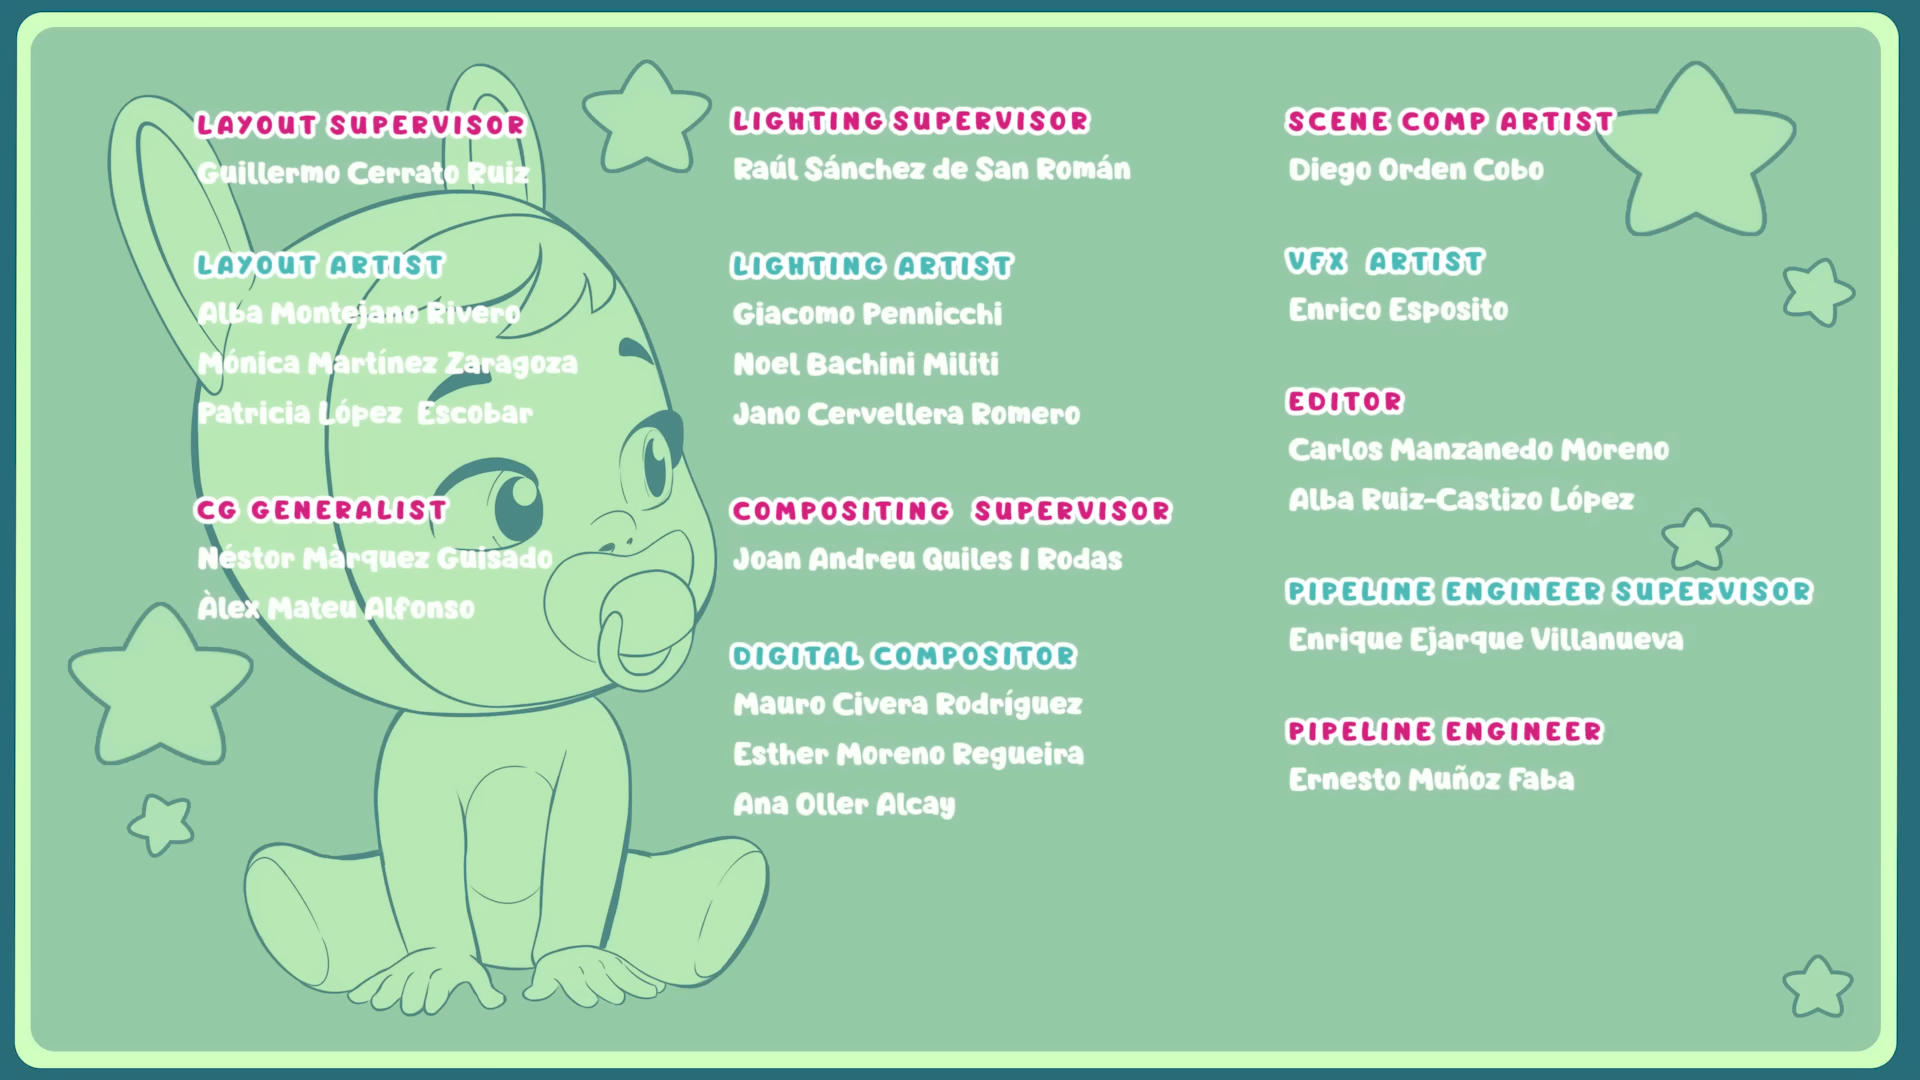 LAYOUT SUPERVISOR
Guillermo Cerrato Ruiz
LAYOUT ARTIST
Alba Montejano Rivero
Mónica Martínez Zaragoza
Patricia López Escobar
CG GENERALIST
Néstor Màrquez Guisado
Àlex Mateu Alfonso
LIGHTING SUPERVISOR
Raúl Sánchez de San Román
LIGHTING ARTIST
Giacomo Pennicchi
Noel Bachini Militi
Jano Cervellera Romero
COMPOSITING SUPERVISOR
Joan Andreu Quiles I Rodas
DIGITAL COMPOSITOR
Mauro Civera Rodríguez
Esther Moreno Regueira
Ana Oller Alcay
SCENE COMP ARTIST
Diego Orden Cobo
VFX ARTIST
Enrico Esposito
EDITOR
Carlos Manzanedo Moreno
Alba Ruiz-Castizo López
PIPELINE ENGINEER SUPERVISOR
Enrique Ejarque Villanueva
PIPELINE ENGINEER
Ernesto Muñoz Faba